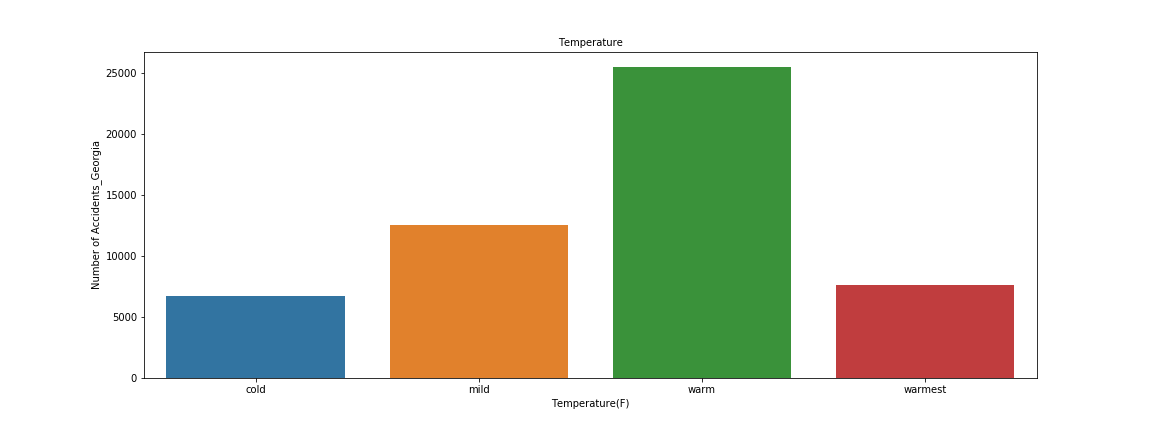 Temperature
Number of Accidents_Georgia
25000
20000
15000
10000
5000
0
cold mild warm warmest
Temperature(F)